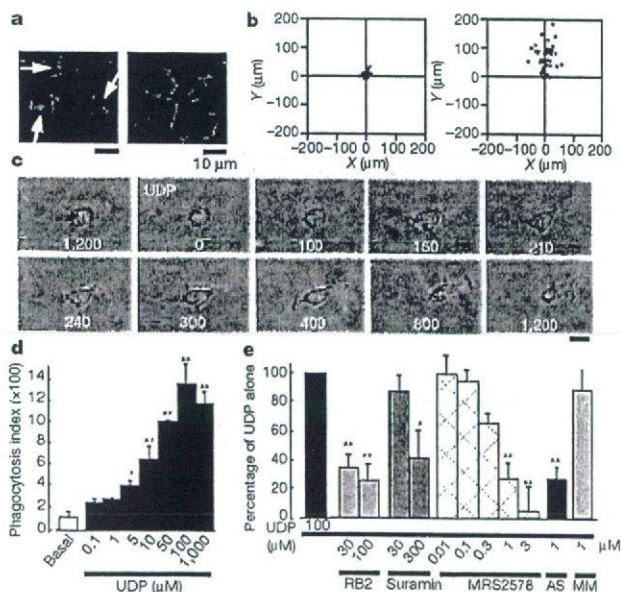 a
b
200
100
0
−100
−200
Y (μm)
−200 −100 0 100 200
X (μm)
200
100
0
−100
−200
Y (μm)
−200 −100 0 100 200
X (μm)
10 μm
c
UDP
1,200 0 100 150 210
240 300 400 600 1,200
d
Phagocytosis index (×100)
14
12
10
8
6
4
2
0
Basal 0.1 1 5 10 50 100 1,000
UDP (μM)
e
Percentage of UDP alone
100
80
60
40
20
0
UDP 100
(μM) 30 100 30 300 0.01 0.1 0.3 1 3 1 1 μM
RB2 Suramin MRS2578 AS MM